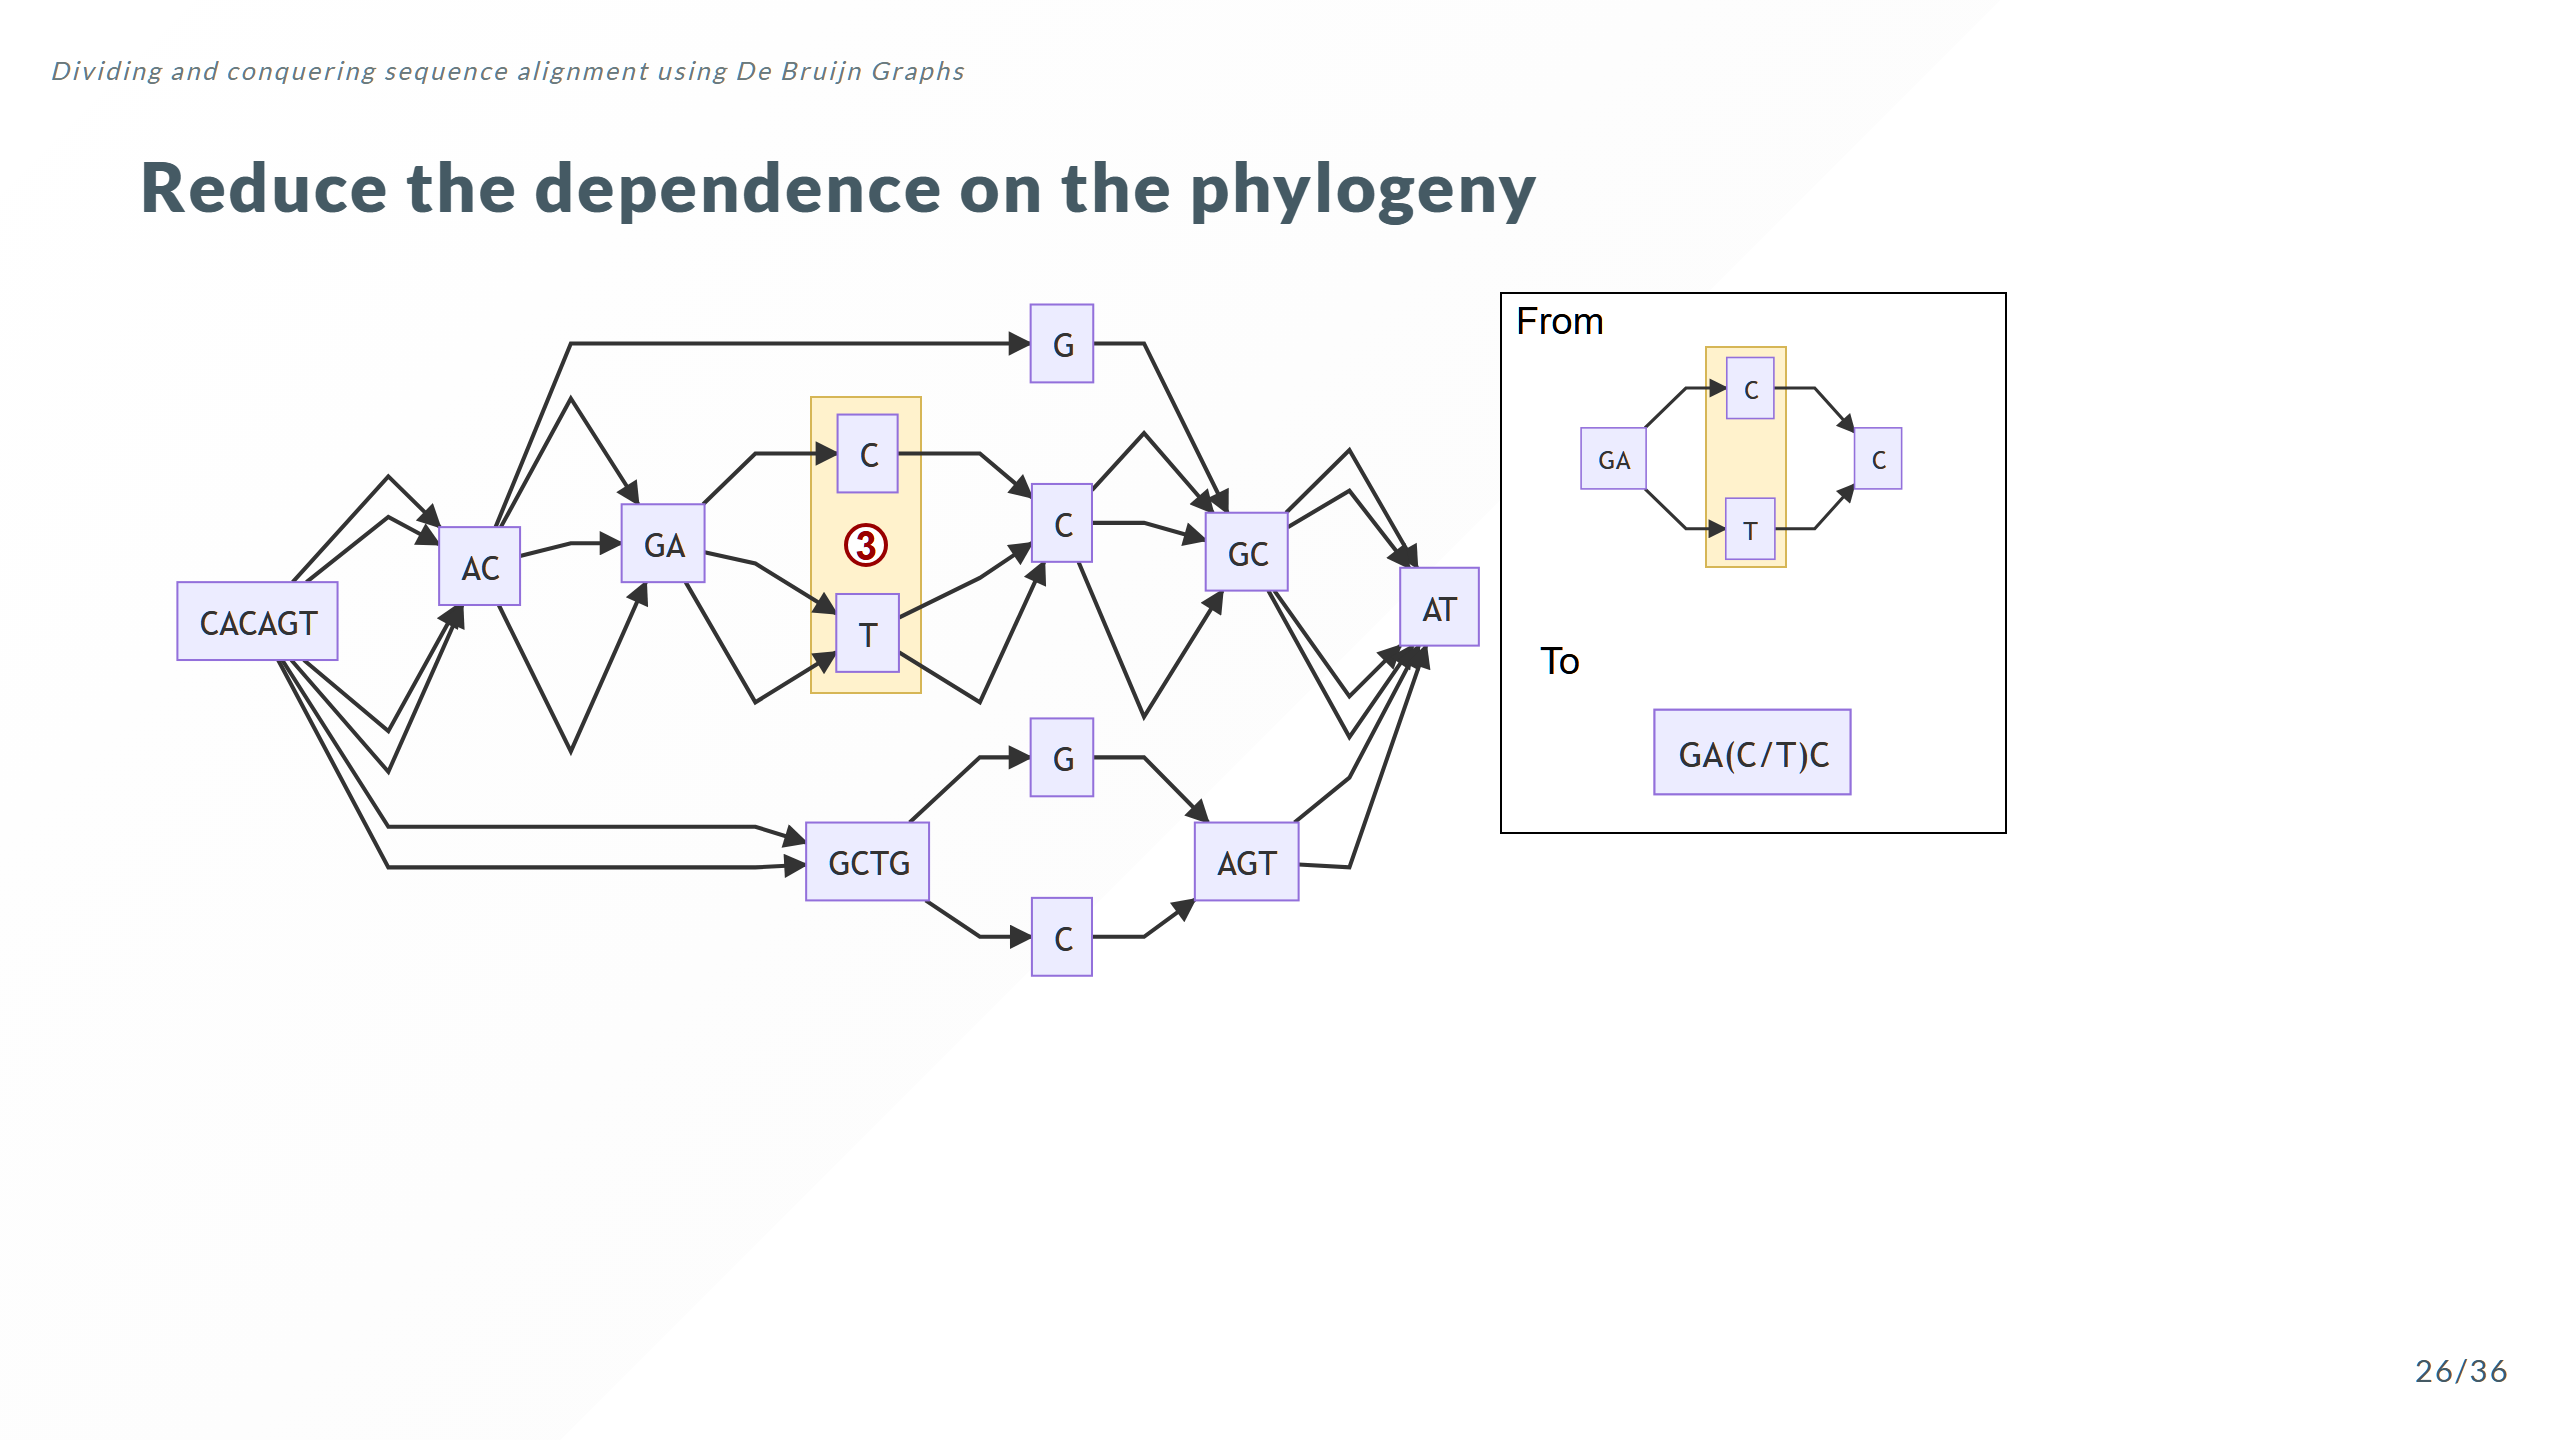 Dividing and conquering sequence alignment using De Bruijn Graphs
Reduce the dependence on the phylogeny
G
C
GA
AC
CACAGT
③
T
C
GC
AT
G
GCTG
AGT
C
From
C
GA
C
T
To
GA(C/T)C
26/36